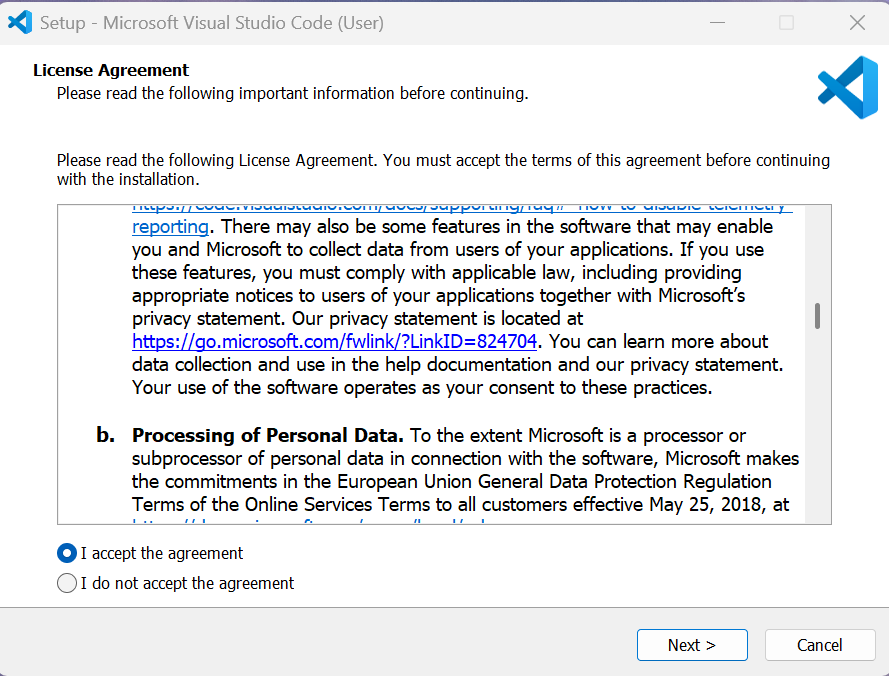 Setup - Microsoft Visual Studio Code (User)
License Agreement
Please read the following important information before continuing.
Please read the following License Agreement. You must accept the terms of this agreement before continuing
with the installation.
https://code.visualstudio.com/docs/supporting/faq#_how-to-disable-telemetry-
reporting. There may also be some features in the software that may enable
you and Microsoft to collect data from users of your applications. If you use
these features, you must comply with applicable law, including providing
appropriate notices to users of your applications together with Microsoft’s
privacy statement. Our privacy statement is located at
https://go.microsoft.com/fwlink/?LinkID=824704. You can learn more about
data collection and use in the help documentation and our privacy statement.
Your use of the software operates as your consent to these practices.
b. Processing of Personal Data. To the extent Microsoft is a processor or
subprocessor of personal data in connection with the software, Microsoft makes
the commitments in the European Union General Data Protection Regulation
Terms of the Online Services Terms to all customers effective May 25, 2018, at
I accept the agreement
I do not accept the agreement
Next >
Cancel